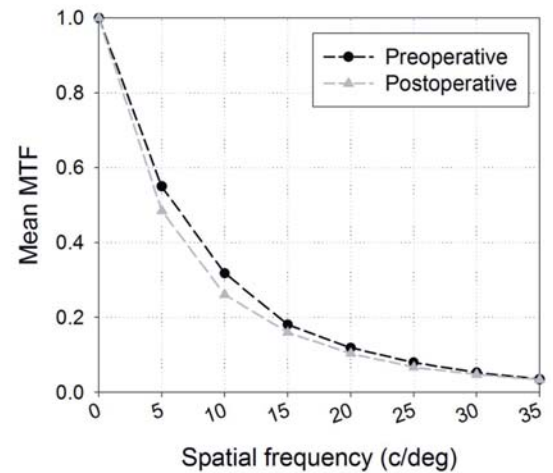 1.0
0.8
0.6
0.4
0.2
0.0
Mean MTF
Preoperative
Postoperative
0 5 10 15 20 25 30 35
Spatial frequency (c/deg)